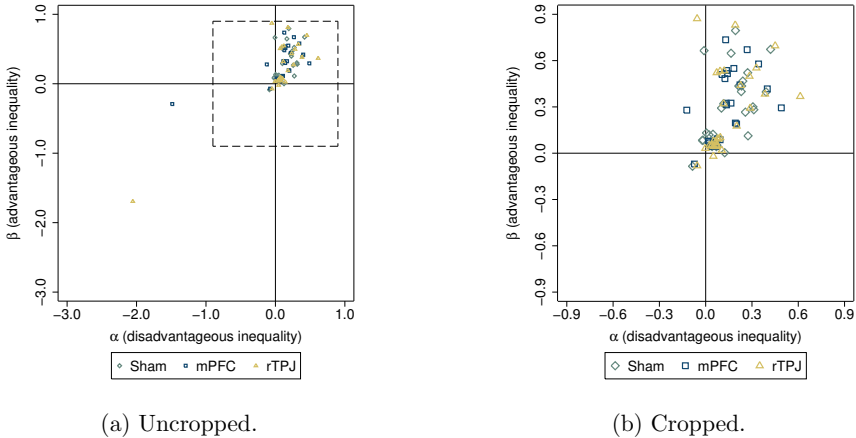 1.0
0.0
-1.0
-2.0
-3.0
β (advantageous inequality)
-3.0 -2.0 -1.0 0.0 1.0
α (disadvantageous inequality)
Sham mPFC rTPJ
(a) Uncropped.
0.9
0.6
0.3
0.0
-0.3
-0.6
-0.9
β (advantageous inequality)
-0.9 -0.6 -0.3 0.0 0.3 0.6 0.9
α (disadvantageous inequality)
Sham mPFC rTPJ
(b) Cropped.